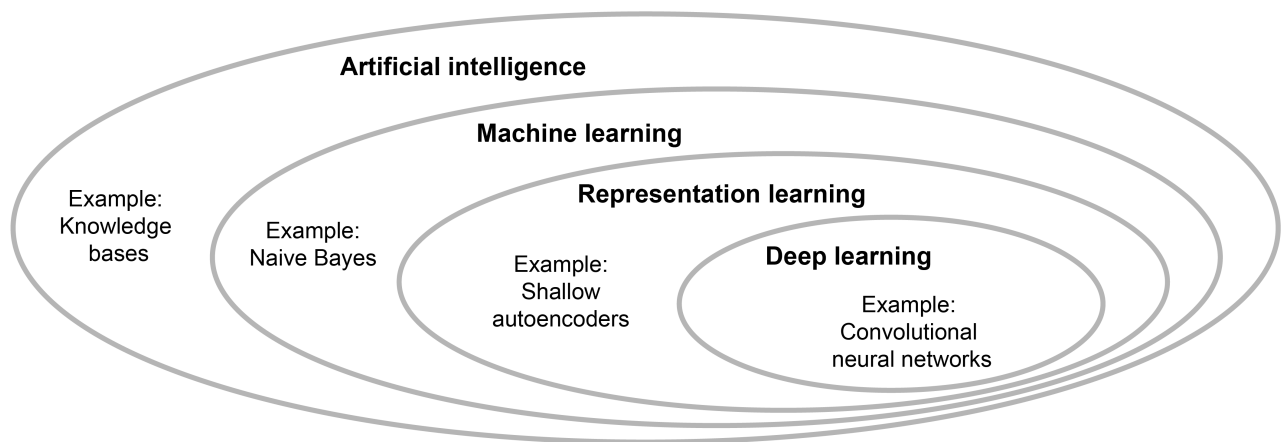 Artificial intelligence
Machine learning
Representation learning
Deep learning
Example:
Knowledge
bases
Example:
Naive Bayes
Example:
Shallow
autoencoders
Example:
Convolutional
neural networks